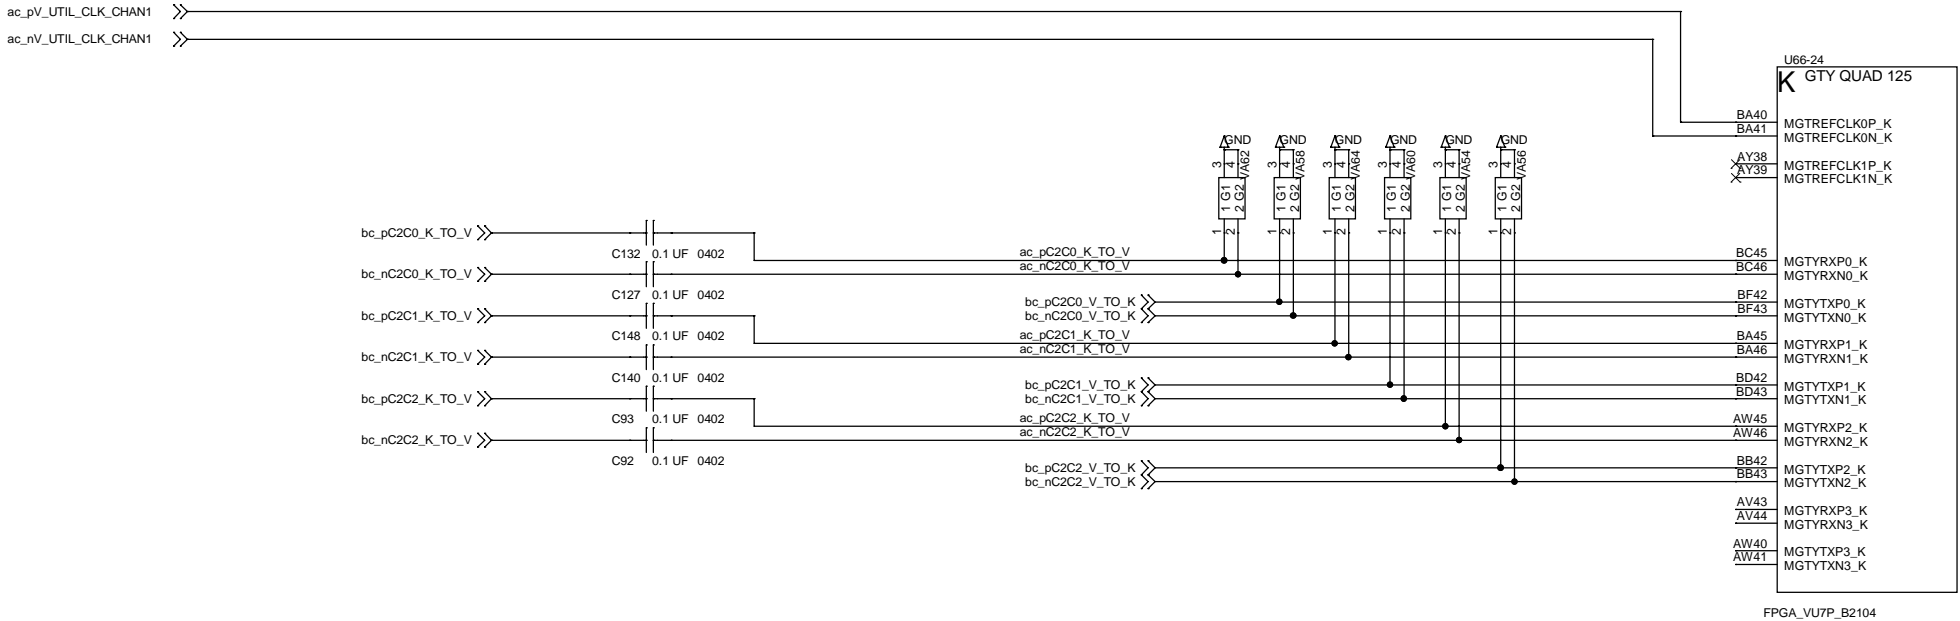 ac_pV_UTIL_CLK_CHAN1
ac_nV_UTIL_CLK_CHAN1
U66-24
K GTY QUAD 125
BA40 MGTREFCLK0P_K
BA41 MGTREFCLK0N_K
AY38 MGTREFCLK1P_K
AY39 MGTREFCLK1N_K
GND GND GND GND GND GND
3 4 VA62 3 4 VA58 3 4 VA64 3 4 VA60 3 4 VA54 3 4 VA56
1 G1 2 G2 1 G1 2 G2 1 G1 2 G2 1 G1 2 G2 1 G1 2 G2 1 G1 2 G2
1 2 1 2 1 2 1 2 1 2 1 2
bc_pC2C0_K_TO_V
C132 0.1 UF 0402
ac_pC2C0_K_TO_V
BC45 MGTYRXP0_K
bc_nC2C0_K_TO_V
ac_nC2C0_K_TO_V
BC46 MGTYRXN0_K
C127 0.1 UF 0402
bc_pC2C0_V_TO_K
BF42 MGTYTXP0_K
bc_nC2C0_V_TO_K
BF43 MGTYTXN0_K
bc_pC2C1_K_TO_V
C148 0.1 UF 0402
ac_pC2C1_K_TO_V
BA45 MGTYRXP1_K
bc_nC2C1_K_TO_V
ac_nC2C1_K_TO_V
BA46 MGTYRXN1_K
C140 0.1 UF 0402
bc_pC2C1_V_TO_K
BD42 MGTYTXP1_K
bc_nC2C1_V_TO_K
BD43 MGTYTXN1_K
bc_pC2C2_K_TO_V
C93 0.1 UF 0402
ac_pC2C2_K_TO_V
AW45 MGTYRXP2_K
bc_nC2C2_K_TO_V
ac_nC2C2_K_TO_V
AW46 MGTYRXN2_K
C92 0.1 UF 0402
bc_pC2C2_V_TO_K
BB42 MGTYTXP2_K
bc_nC2C2_V_TO_K
BB43 MGTYTXN2_K
AV43 MGTYRXP3_K
AV44 MGTYRXN3_K
AW40 MGTYTXP3_K
AW41 MGTYTXN3_K
FPGA_VU7P_B2104